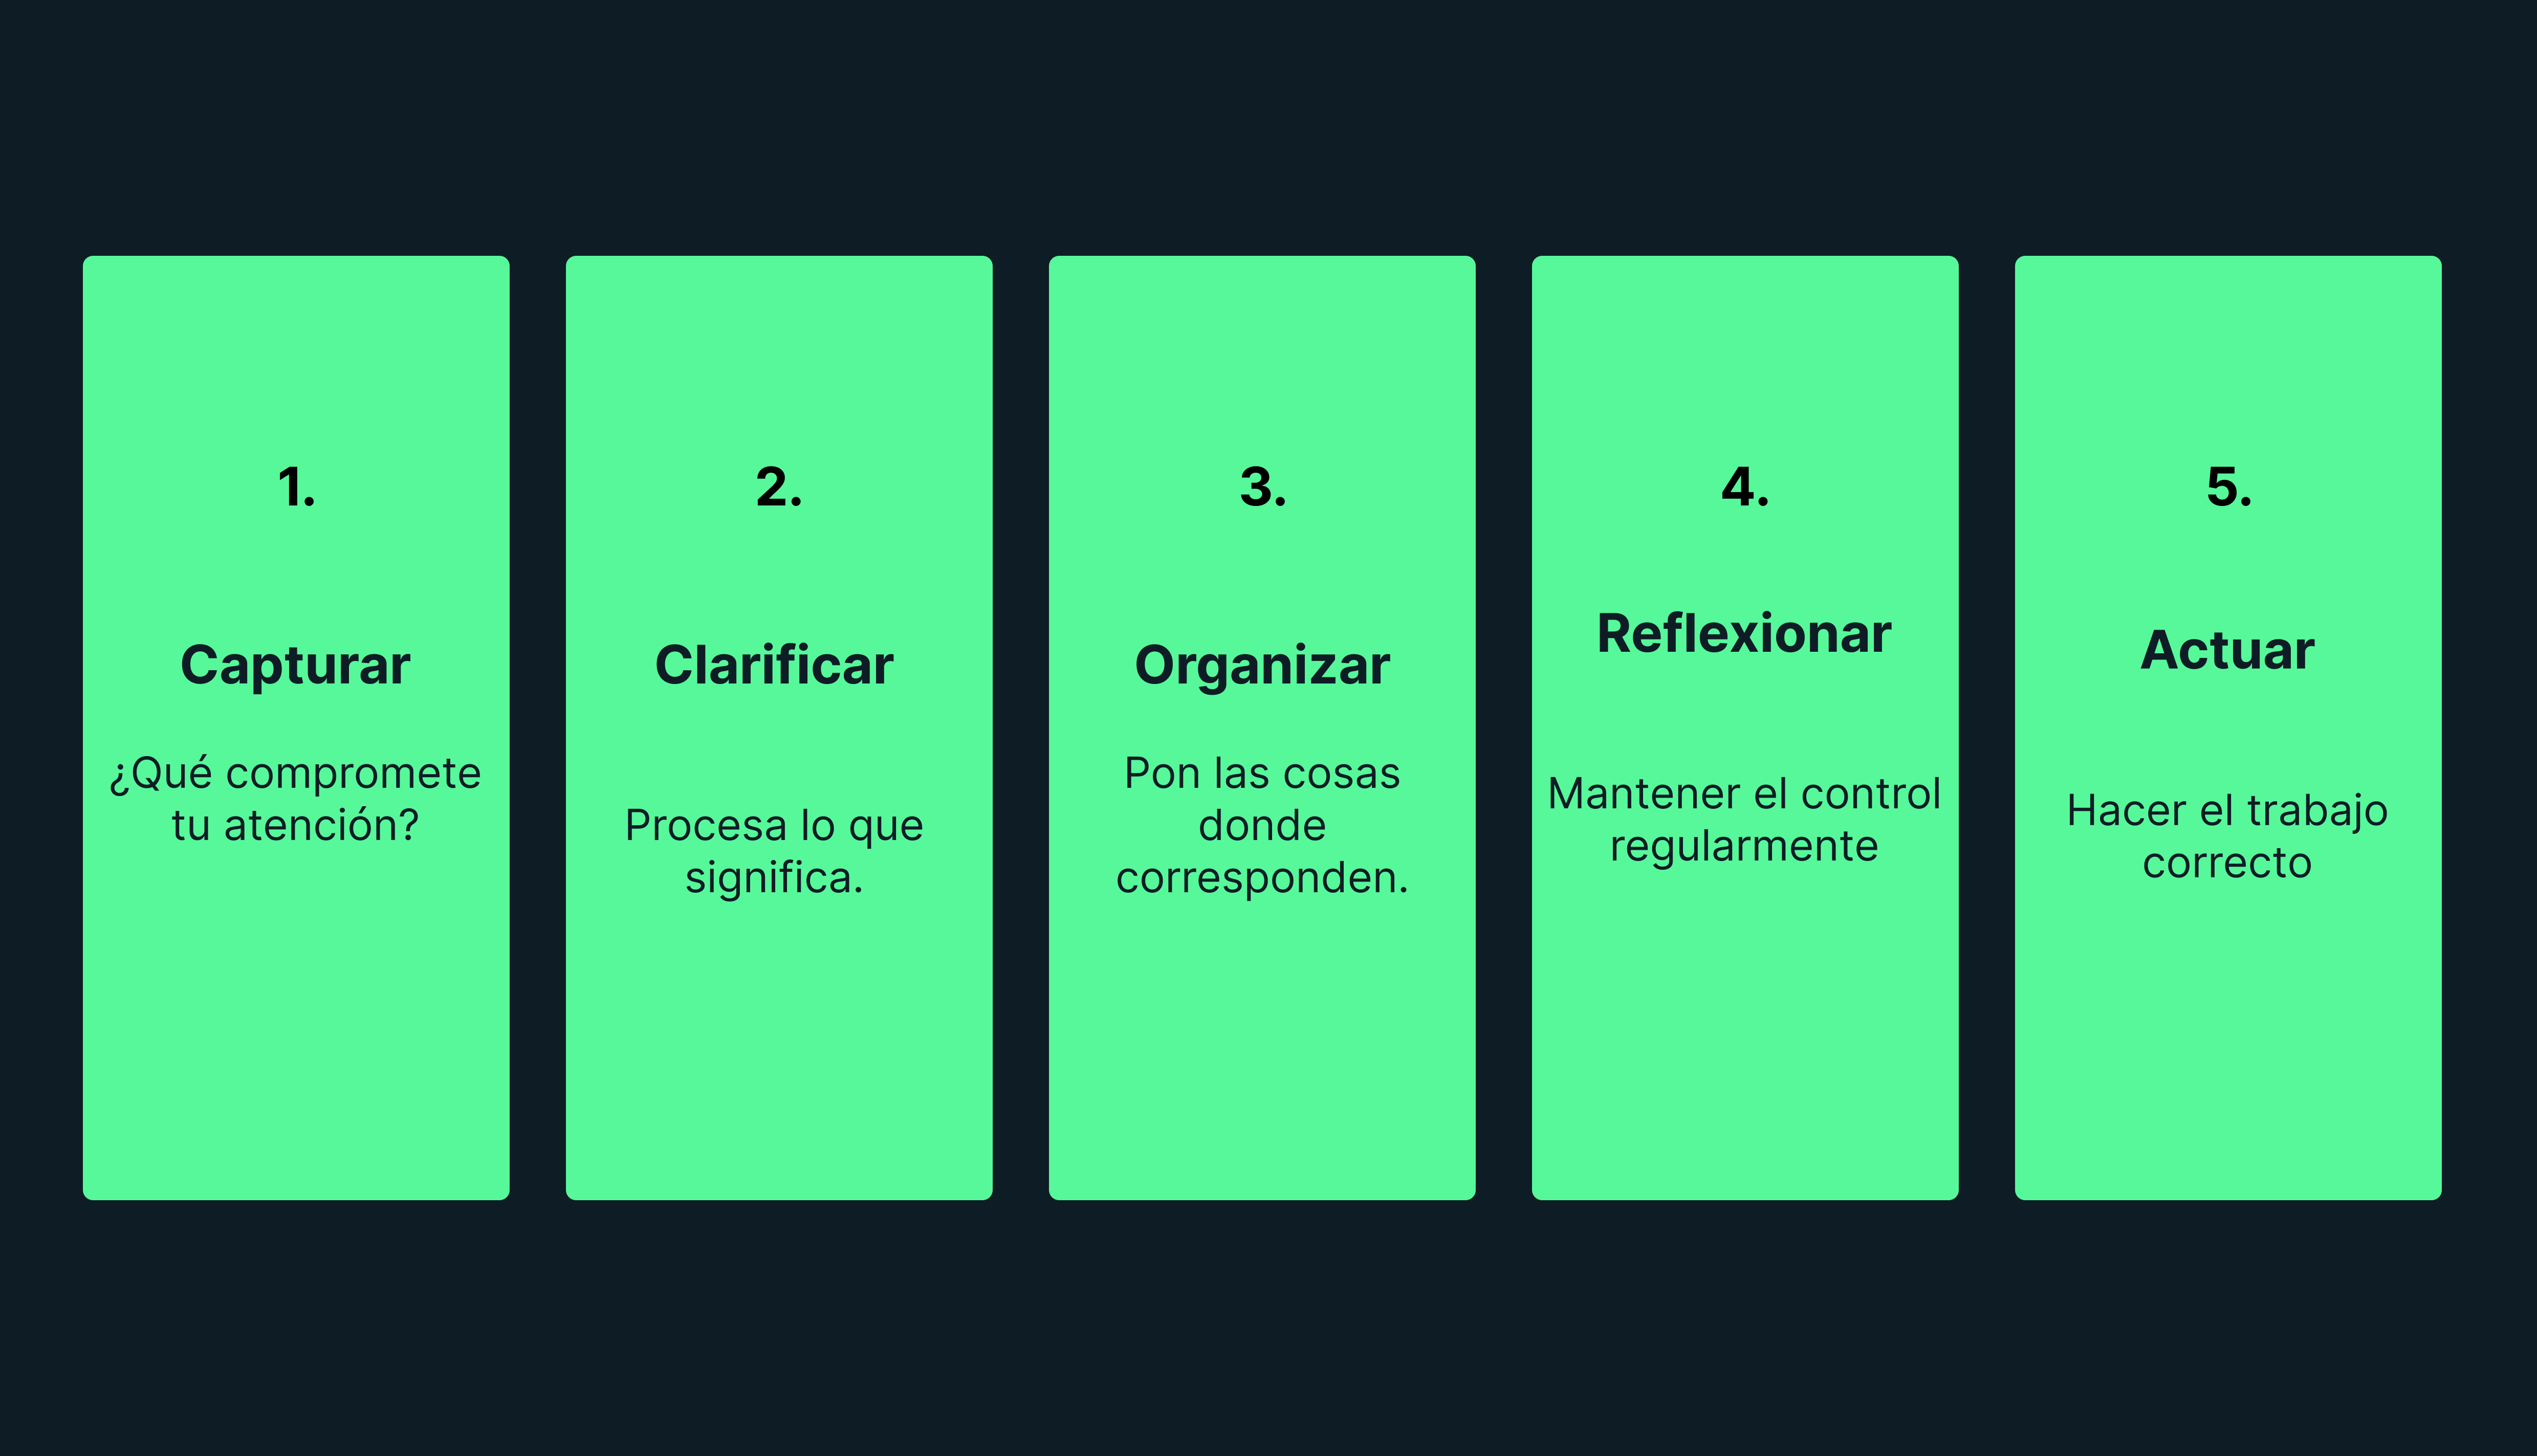 1.
Capturar
¿Qué compromete
tu atención?
2.
Clarificar
Procesa lo que
significa.
3.
Organizar
Pon las cosas
donde
corresponden.
4.
Reflexionar
Mantener el control
regularmente
5.
Actuar
Hacer el trabajo
correcto